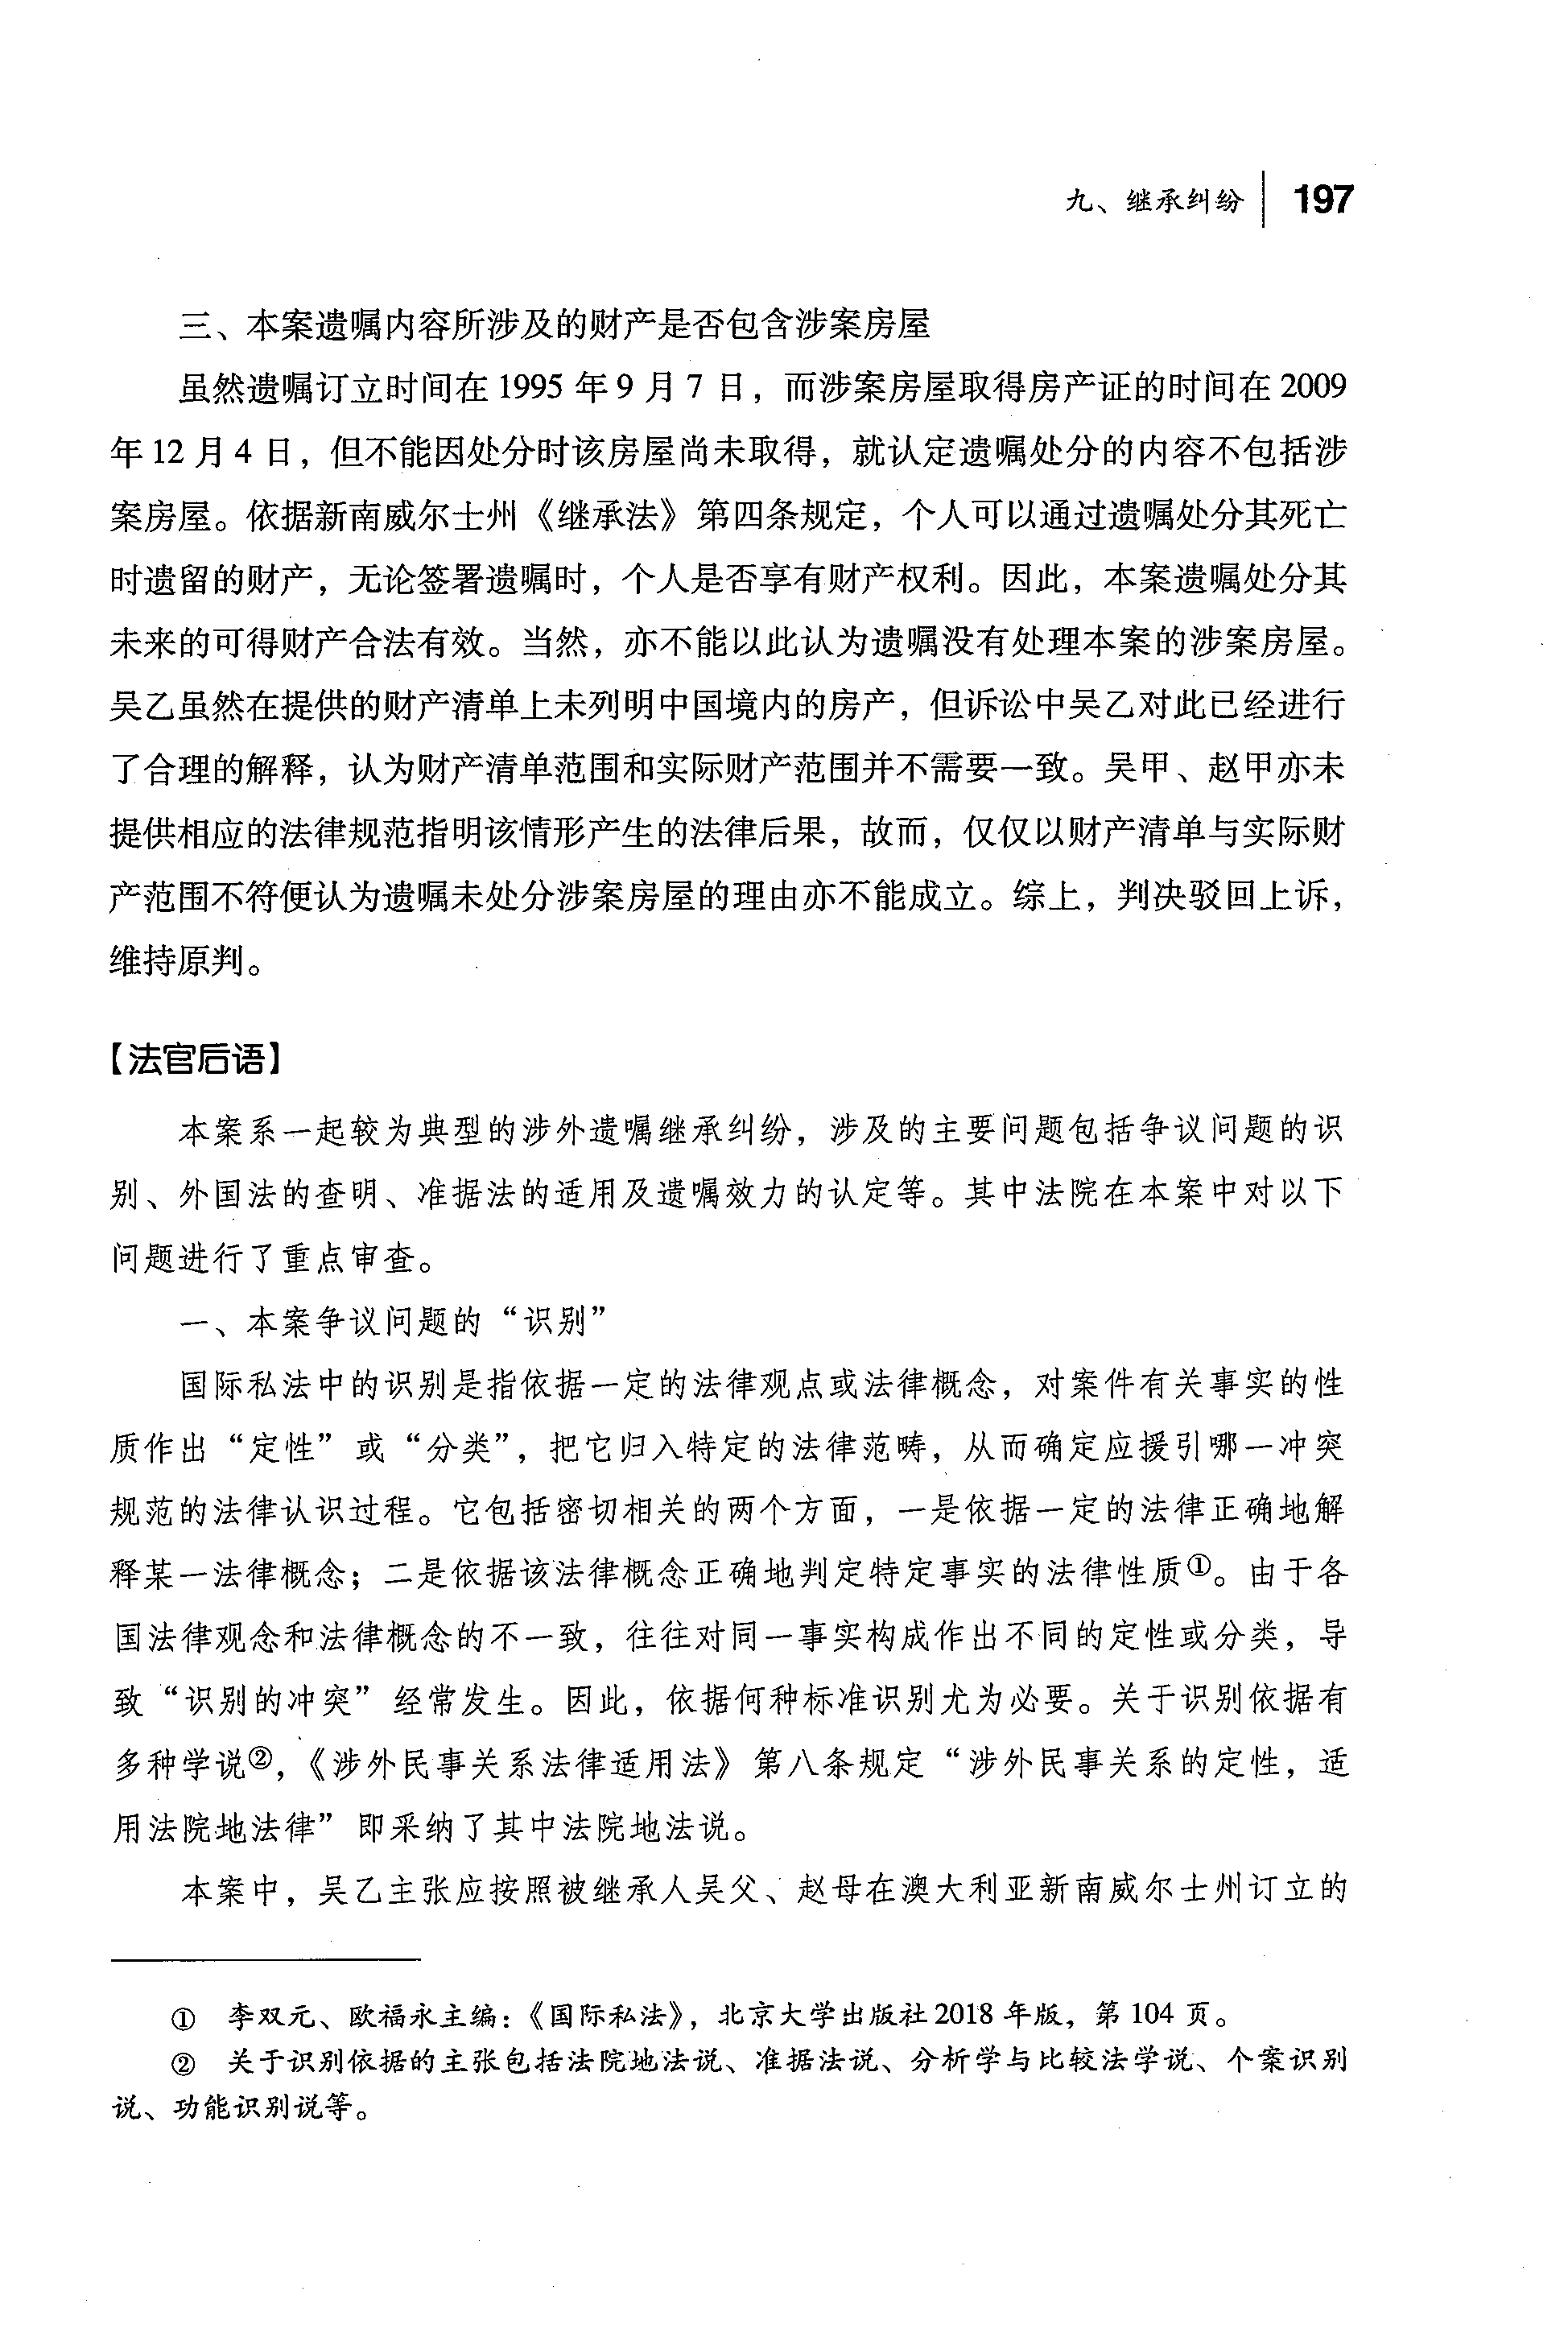 九、继承纠纷 197
三、本案遗嘱内容所涉及的财产是否包含涉案房屋
虽然遗嘱订立时间在 1995 年 9 月 7 日，而涉案房屋取得房产证的时间在 2009
年 12 月 4 日，但不能因处分时该房屋尚未取得，就认定遗嘱处分的内容不包括涉
案房屋。依据新南威尔士州《继承法》第四条规定，个人可以通过遗嘱处分其死亡
时遗留的财产，无论签署遗嘱时，个人是否享有财产权利。因此，本案遗嘱处分其
未来的可得财产合法有效。当然，亦不能以此认为遗嘱没有处理本案的涉案房屋。
吴乙虽然在提供的财产清单上未列明中国境内的房产，但诉讼中吴乙对此已经进行
了合理的解释，认为财产清单范围和实际财产范围并不需要一致。吴甲、赵甲亦未
提供相应的法律规范指明该情形产生的法律后果，故而，仅仅以财产清单与实际财
产范围不符便认为遗嘱未处分涉案房屋的理由亦不能成立。综上，判决驳回上诉，
维持原判。
【法官后语】
本案系一起较为典型的涉外遗嘱继承纠纷，涉及的主要问题包括争议问题的识
别、外国法的查明、准据法的适用及遗嘱效力的认定等。其中法院在本案中对以下
问题进行了重点审查。
一、本案争议问题的“识别”
国际私法中的识别是指依据一定的法律观点或法律概念，对案件有关事实的性
质作出“定性”或“分类”，把它归入特定的法律范畴，从而确定应援引哪一冲突
规范的法律认识过程。它包括密切相关的两个方面，一是依据一定的法律正确地解
释某一法律概念；二是依据该法律概念正确地判定特定事实的法律性质①。由于各
国法律观念和法律概念的不一致，往往对同一事实构成作出不同的定性或分类，导
致“识别的冲突”经常发生。因此，依据何种标准识别尤为必要。关于识别依据有
多种学说②，《涉外民事关系法律适用法》第八条规定“涉外民事关系的定性，适
用法院地法律”即采纳了其中法院地法说。
本案中，吴乙主张应按照被继承人吴父、赵母在澳大利亚新南威尔士州订立的
① 李双元、欧福永主编：《国际私法》，北京大学出版社 2018 年版，第 104 页。
② 关于识别依据的主张包括法院地法说、准据法说、分析学与比较法学说、个案识别
说、功能识别说等。